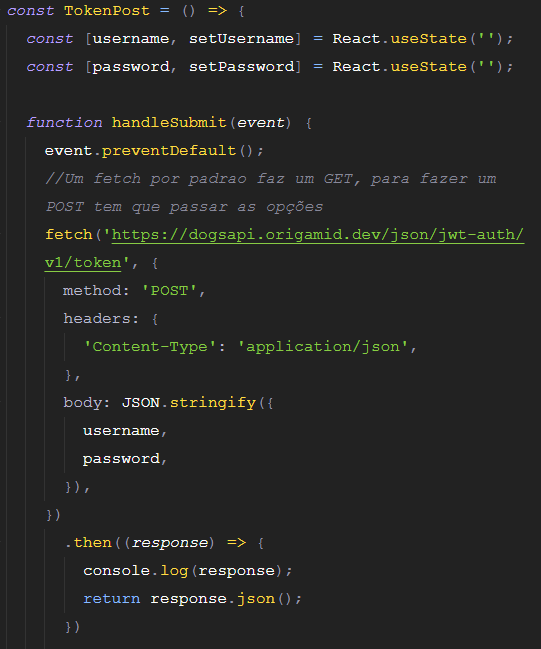 const TokenPost = () => {
const [username, setUsername] = React.useState('');
const [password, setPassword] = React.useState('');
function handleSubmit(event) {
event.preventDefault();
//Um fetch por padrao faz um GET, para fazer um
POST tem que passar as opções
fetch('https://dogsapi.origamid.dev/json/jwt-auth/
v1/token', {
method: 'POST',
headers: {
'Content-Type': 'application/json',
},
body: JSON.stringify({
username,
password,
}),
})
.then((response) => {
console.log(response);
return response.json();
})